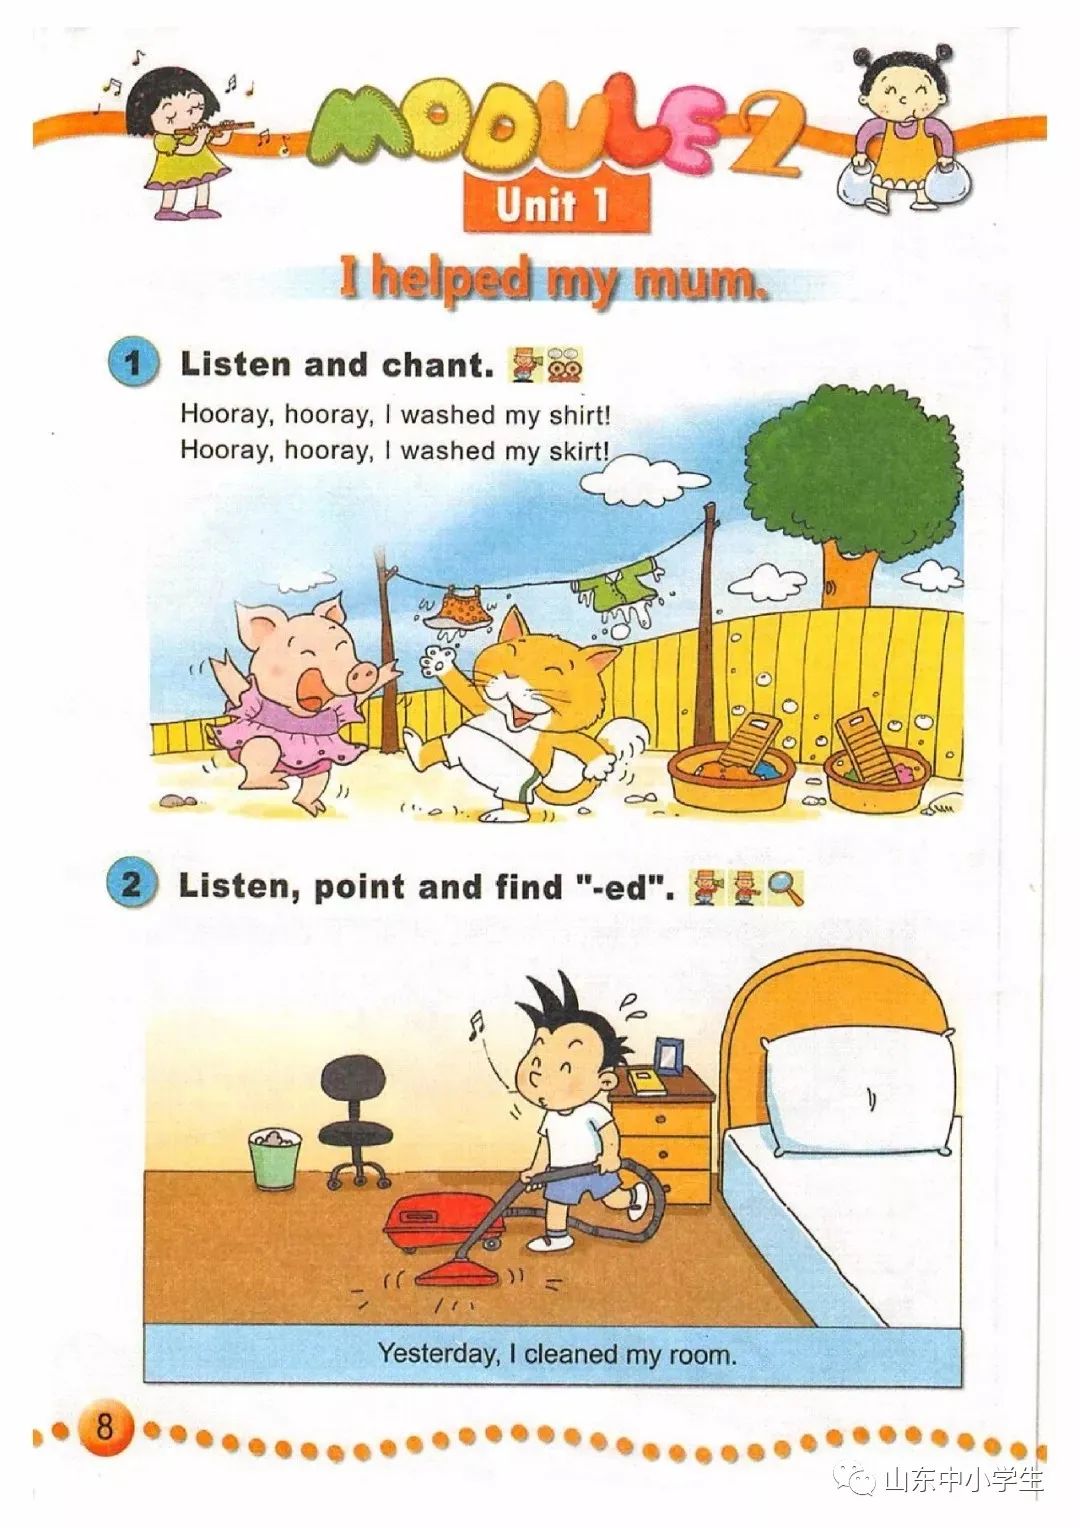 MODULE 2
Unit 1
I helped my mum.
1 Listen and chant.
Hooray, hooray, I washed my shirt!
Hooray, hooray, I washed my skirt!
2 Listen, point and find "-ed".
Yesterday, I cleaned my room.
8
山东中小学生